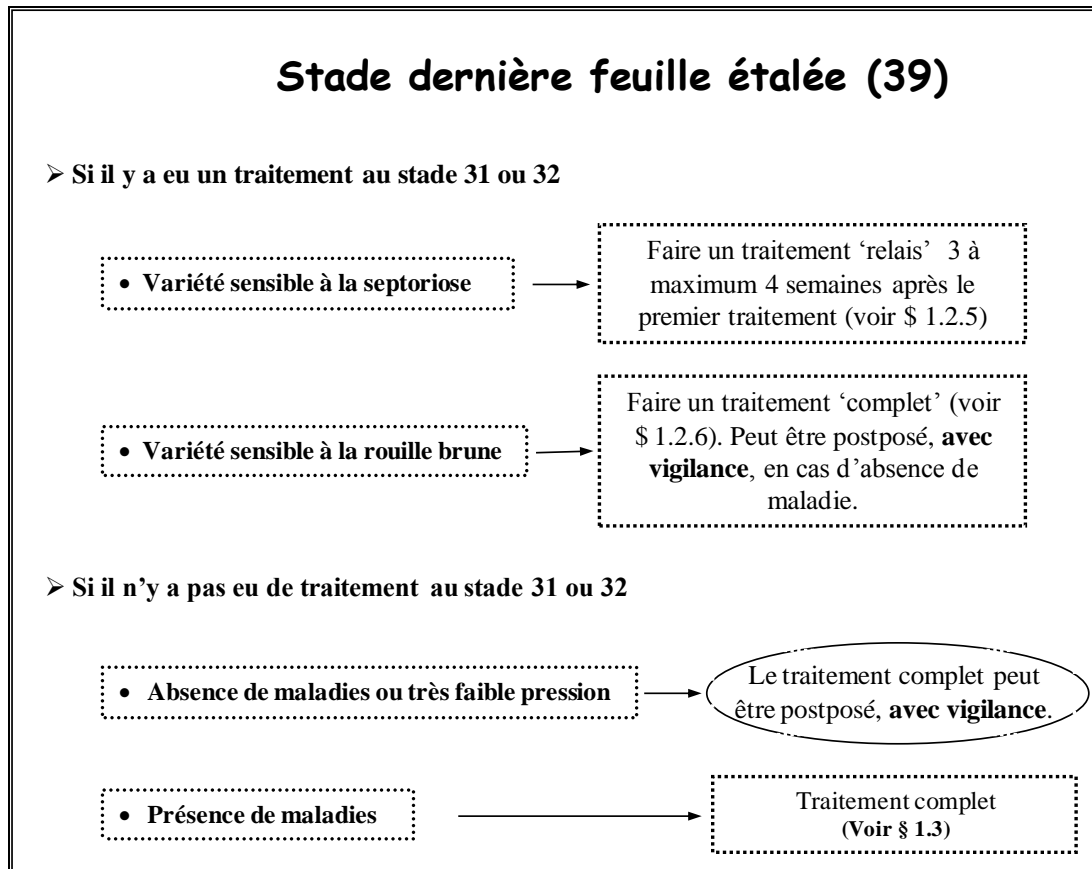 Stade dernière feuille étalée (39)
➢ Si il y a eu un traitement au stade 31 ou 32
• Variété sensible à la septoriose
Faire un traitement ‘relais’ 3 à
maximum 4 semaines après le
premier traitement (voir $ 1.2.5)
• Variété sensible à la rouille brune
Faire un traitement ‘complet’ (voir
$ 1.2.6). Peut être postposé, avec
vigilance, en cas d’absence de
maladie.
➢ Si il n’y a pas eu de traitement au stade 31 ou 32
• Absence de maladies ou très faible pression
Le traitement complet peut
être postposé, avec vigilance.
• Présence de maladies
Traitement complet
(Voir § 1.3)